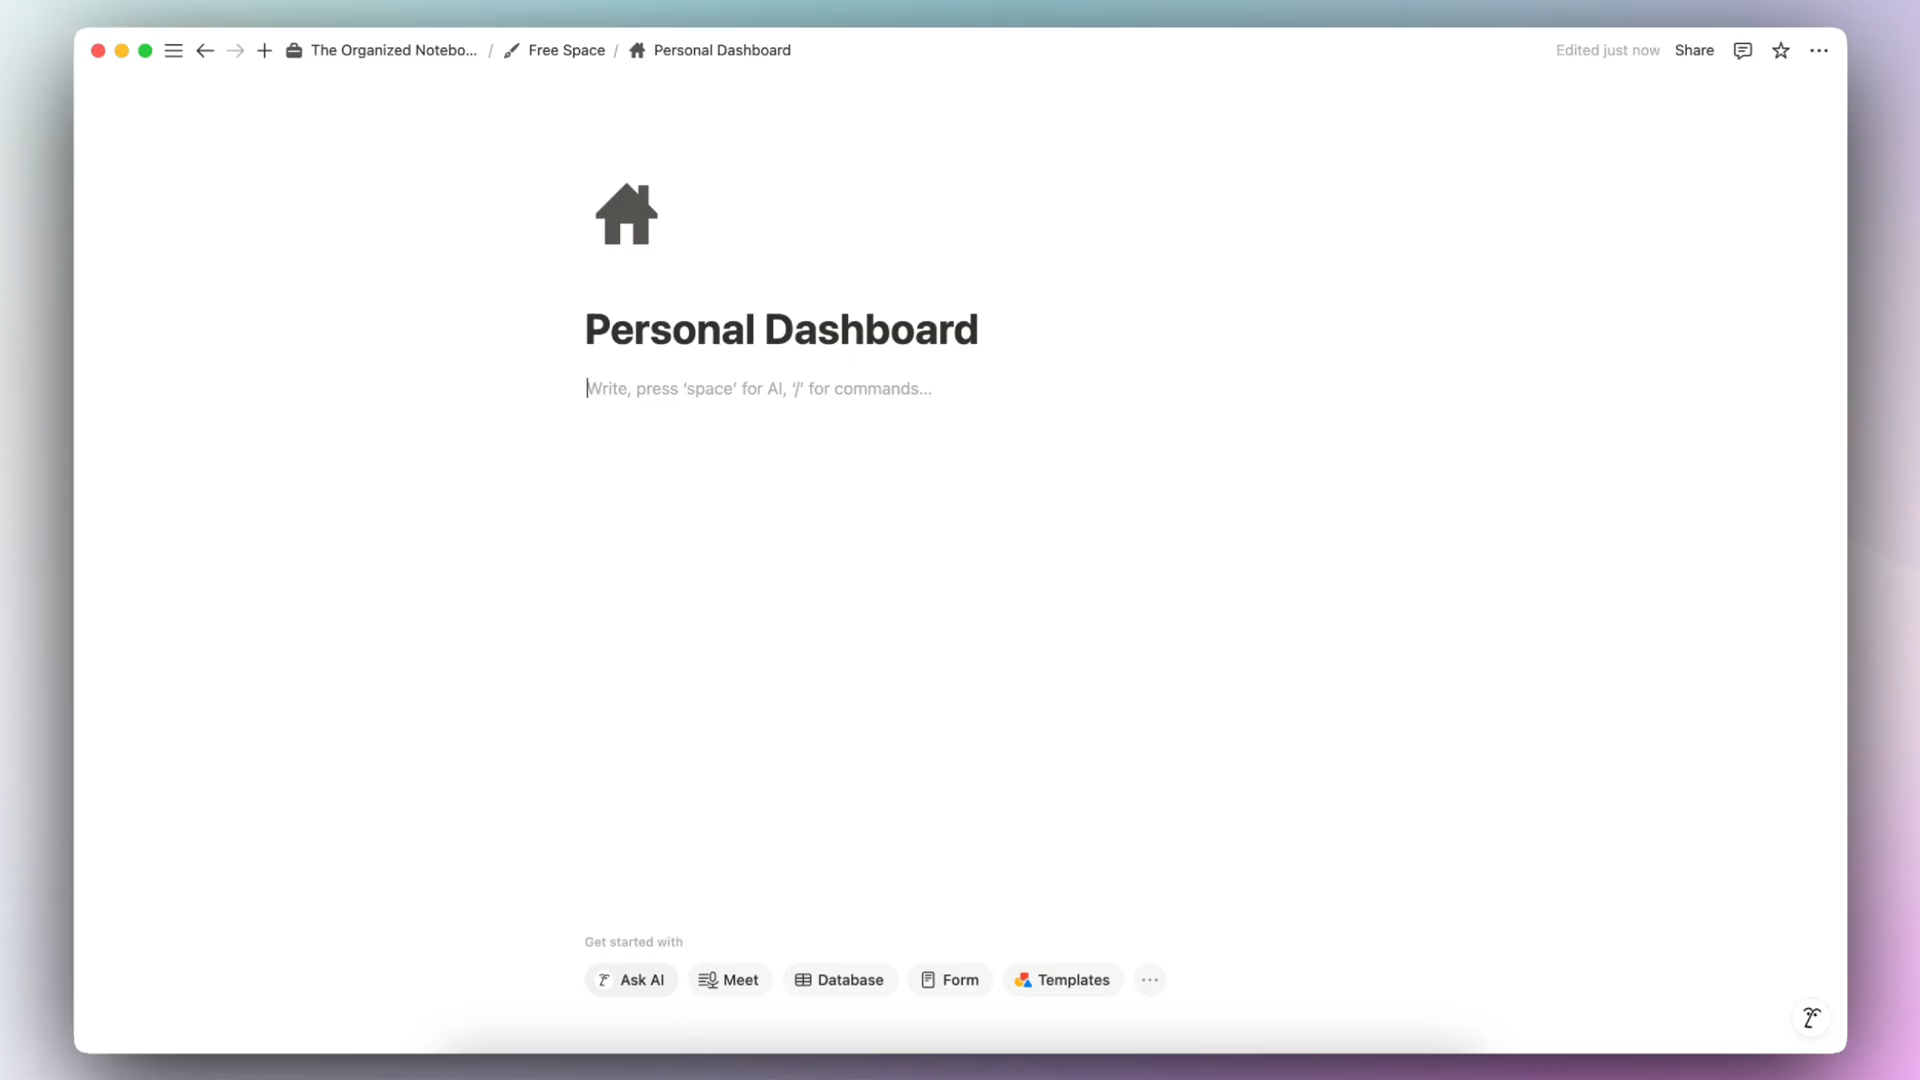 The Organized Notebo... / Free Space / Personal Dashboard
Edited just now Share
Personal Dashboard
Write, press ‘space’ for AI, ‘/’ for commands...
Get started with
Ask AI Meet Database Form Templates